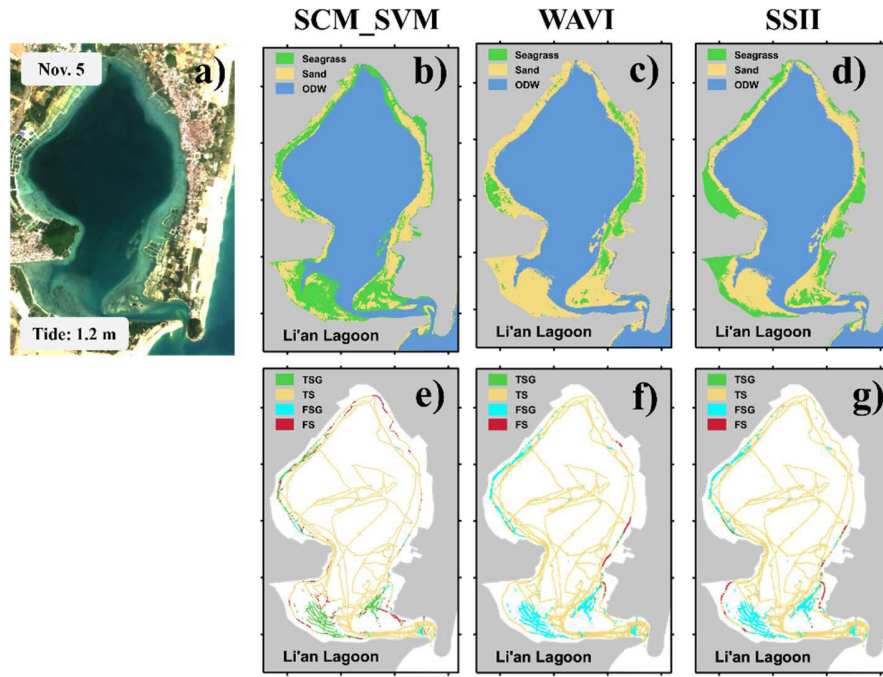 SCM_SVM
WAVI
SSII
Nov. 5
a)
Tide: 1.2 m
Seagrass
Sand
ODW
b)
Li'an Lagoon
Seagrass
Sand
ODW
c)
Li'an Lagoon
Seagrass
Sand
ODW
d)
Li'an Lagoon
TSG
TS
FSG
FS
e)
Li'an Lagoon
TSG
TS
FSG
FS
f)
Li'an Lagoon
TSG
TS
FSG
FS
g)
Li'an Lagoon